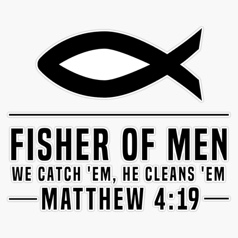 FISHER OF MEN
WE CATCH 'EM, HE CLEANS 'EM
MATTHEW 4:19